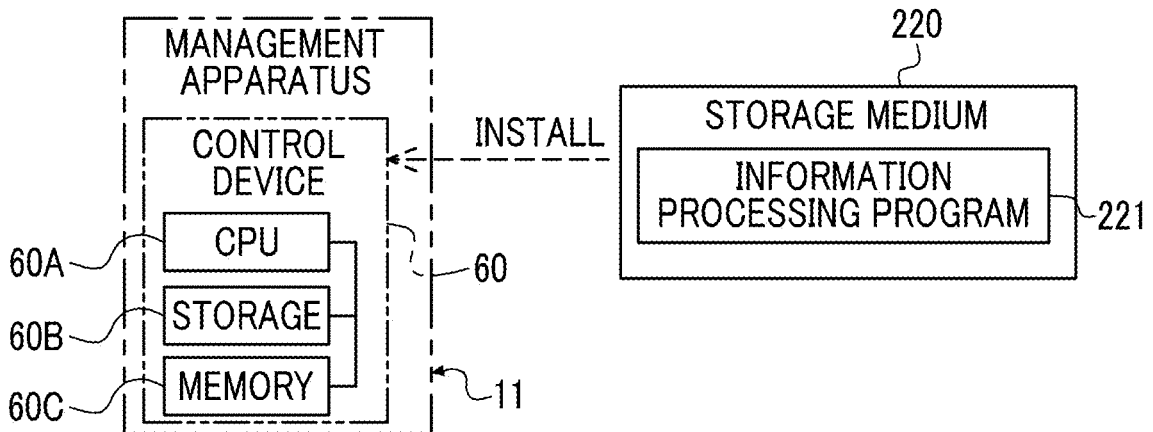 MANAGEMENT
APPARATUS
CONTROL
DEVICE
60A
CPU
60B
STORAGE
60C
MEMORY
60
11
INSTALL
220
STORAGE MEDIUM
INFORMATION
PROCESSING PROGRAM
221